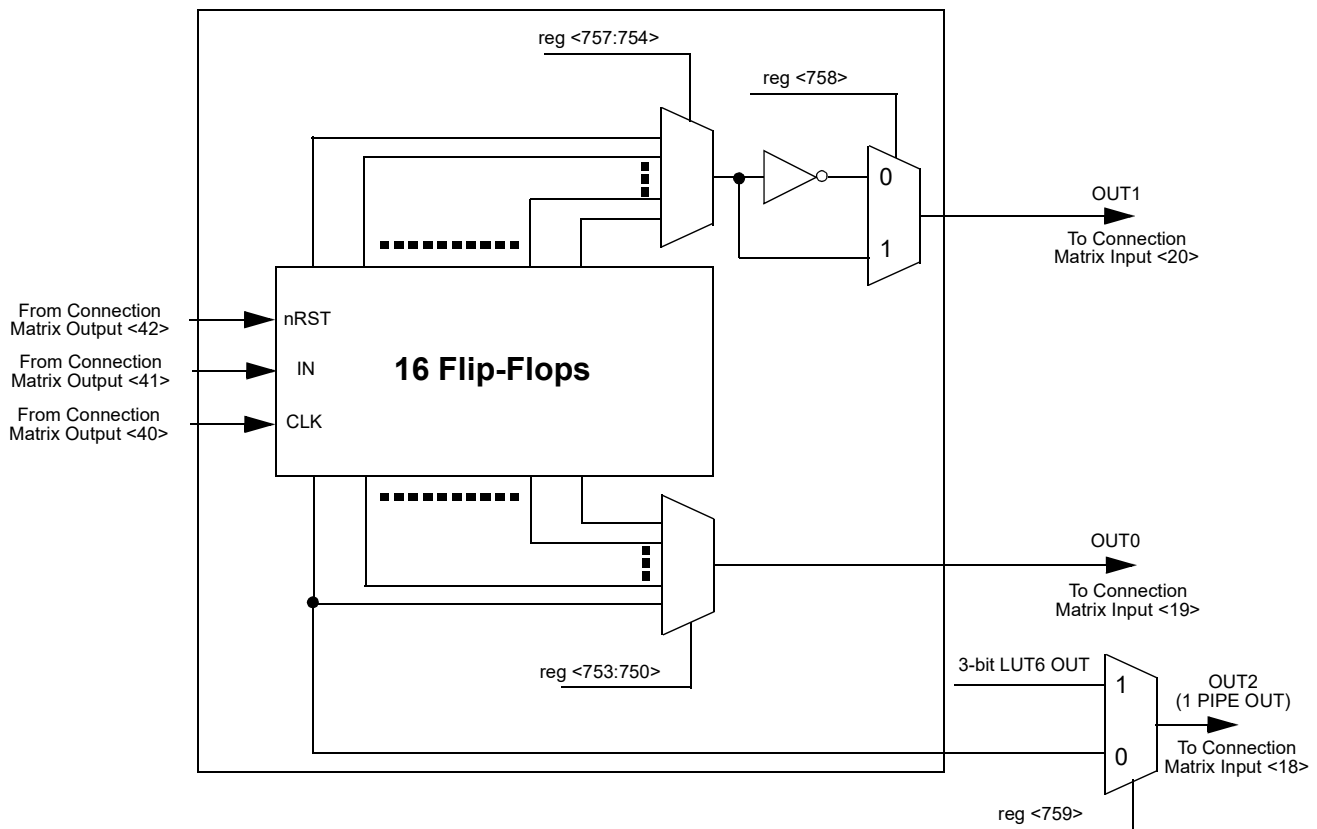 reg <757:754>
reg <758>
0
1
OUT1
To Connection
Matrix Input <20>
From Connection
Matrix Output <42>
nRST
From Connection
Matrix Output <41>
IN
16 Flip-Flops
From Connection
Matrix Output <40>
CLK
OUT0
To Connection
Matrix Input <19>
reg <753:750>
3-bit LUT6 OUT
1
0
OUT2
(1 PIPE OUT)
To Connection
Matrix Input <18>
reg <759>